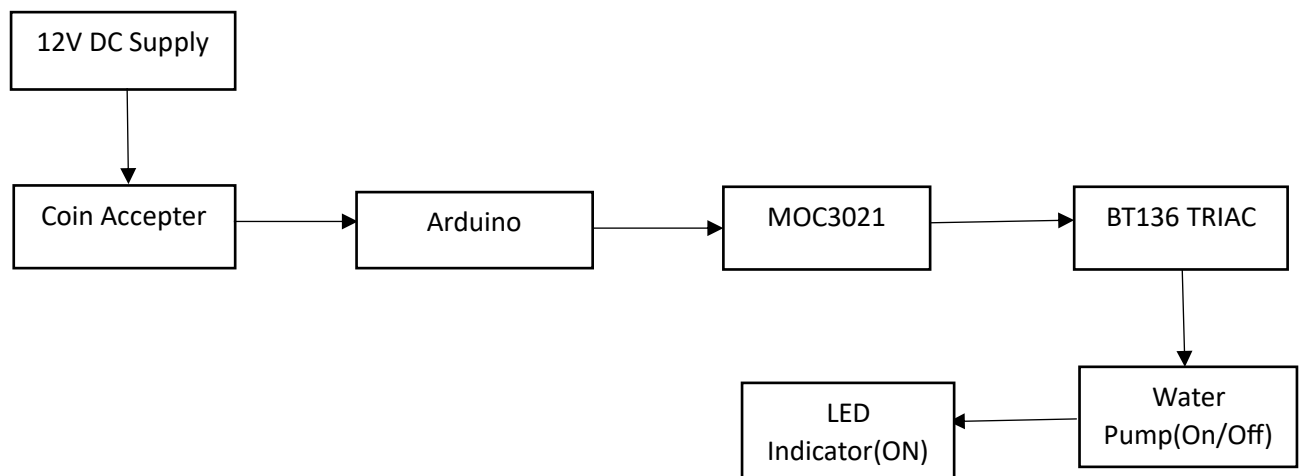 12V DC Supply
Coin Accepter
Arduino
MOC3021
BT136 TRIAC
Water
Pump(On/Off)
LED
Indicator(ON)